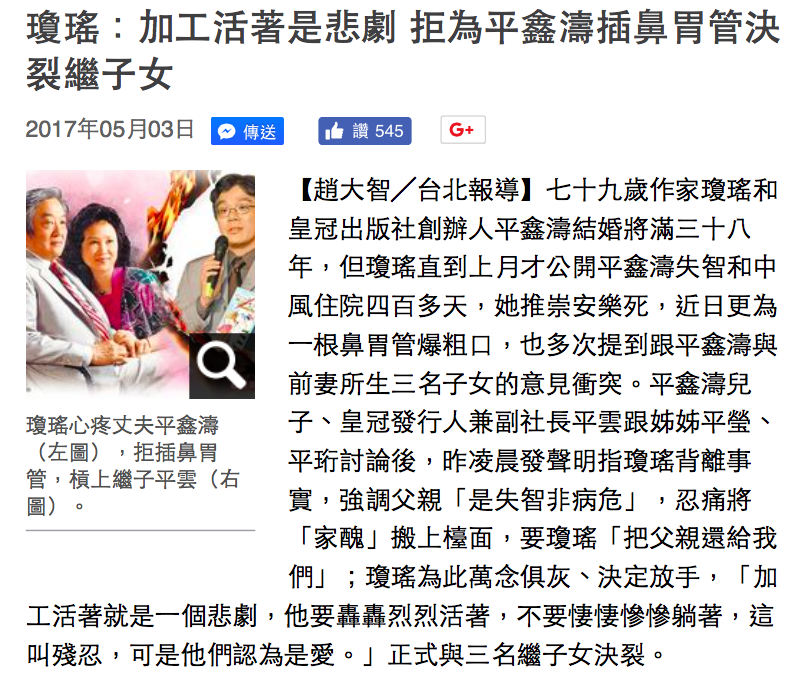 瓊瑤：加工活著是悲劇 拒為平鑫濤插鼻胃管決
裂繼子女
2017年05月03日 傳送 讚 545 G+
【趙大智／台北報導】七十九歲作家瓊瑤和
皇冠出版社創辦人平鑫濤結婚將滿三十八
年，但瓊瑤直到上月才公開平鑫濤失智和中
風住院四百多天，她推崇安樂死，近日更為
一根鼻胃管爆粗口，也多次提到跟平鑫濤與
前妻所生三名子女的意見衝突。平鑫濤兒
子、皇冠發行人兼副社長平雲跟姊姊平瑩、
平珩討論後，昨凌晨發聲明指瓊瑤背離事
實，強調父親「是失智非病危」，忍痛將
「家醜」搬上檯面，要瓊瑤「把父親還給我
們」；瓊瑤為此萬念俱灰、決定放手，「加
工活著就是一個悲劇，他要轟轟烈烈活著，不要悽悽慘慘躺著，這
叫殘忍，可是他們認為是愛。」正式與三名繼子女決裂。
瓊瑤心疼丈夫平鑫濤
（左圖），拒插鼻胃
管，槓上繼子平雲（右
圖）。